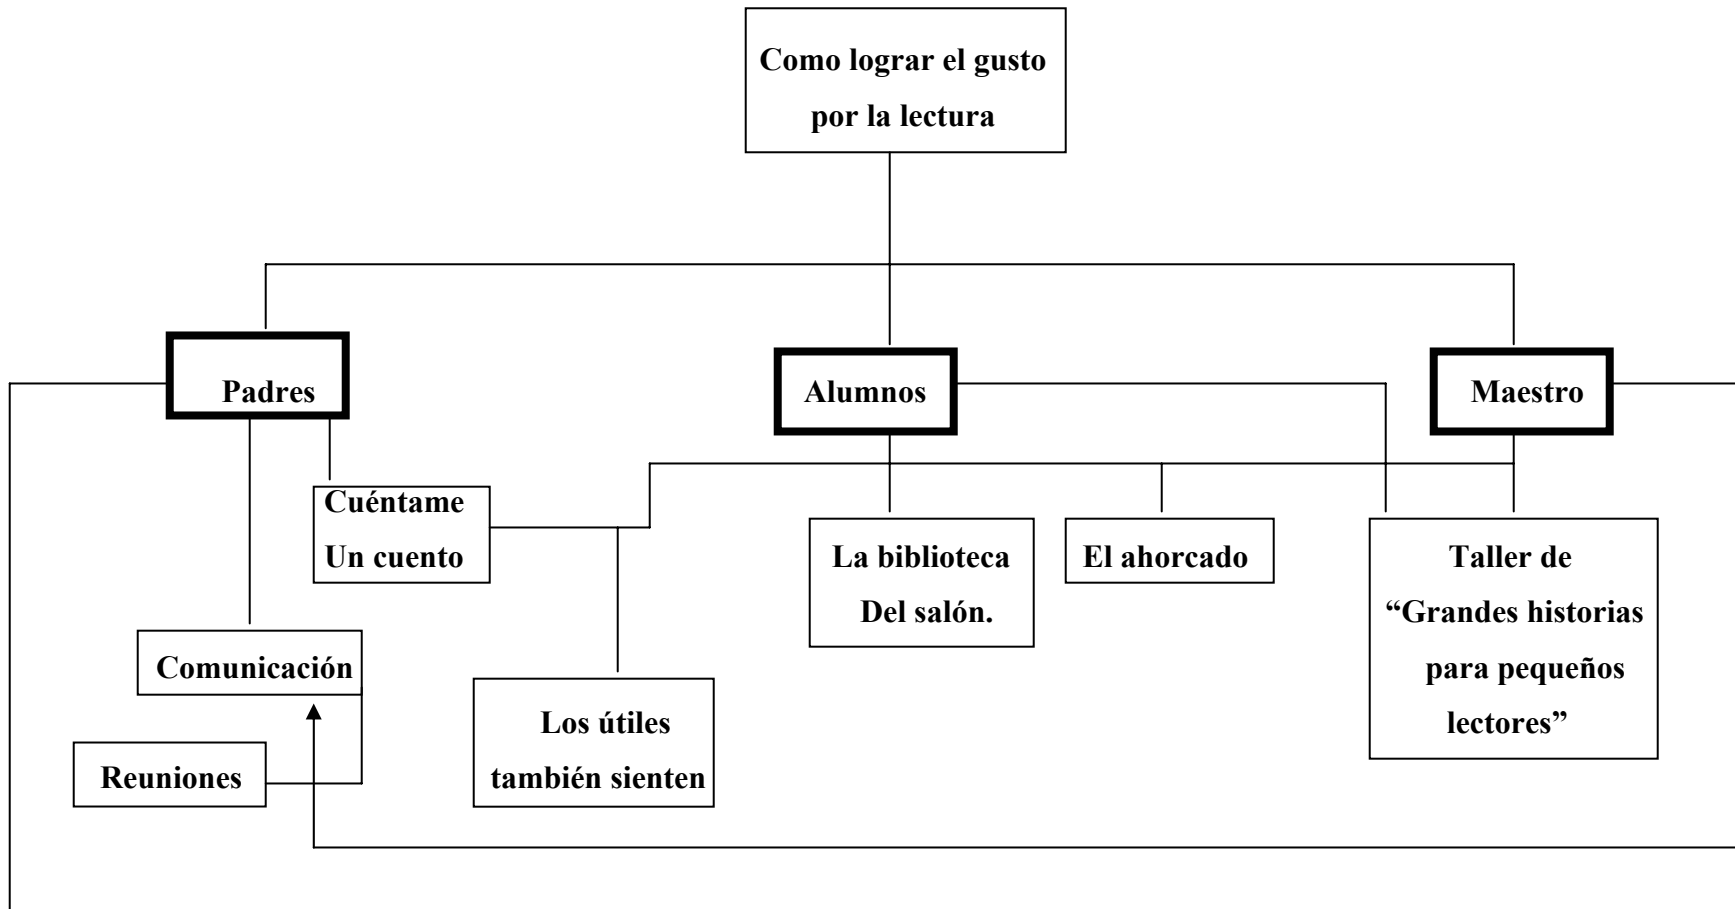 Como lograr el gusto
por la lectura
Padres
Alumnos
Maestro
Cuéntame
Un cuento
La biblioteca
Del salón.
El ahorcado
Taller de
“Grandes historias
para pequeños
lectores”
Comunicación
Los útiles
también sienten
Reuniones